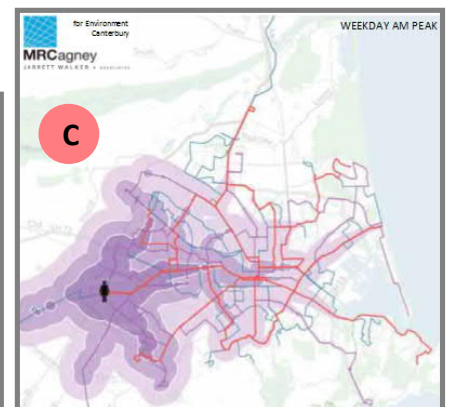 for Environment
Canterbury
WEEKDAY AM PEAK
MRCagney
JARRETT WALKER + ASSOCIATES
C